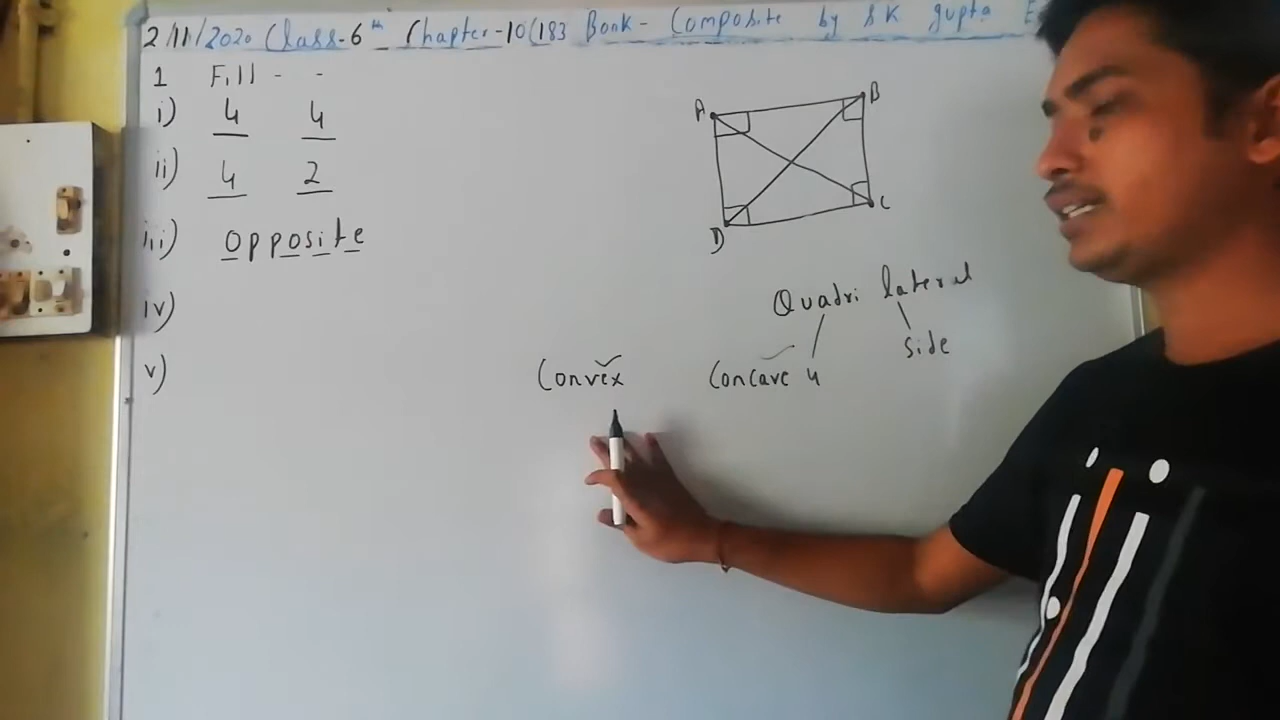 2/11/2020 Class-6th Chapter-10(183 Book- Composite by SK gupta
1 Fill - -
i) 4 4
ii) 4 2
iii) opposite
iv)
v)
A B
D C
Quadri lateral
4 side
Convex Concave